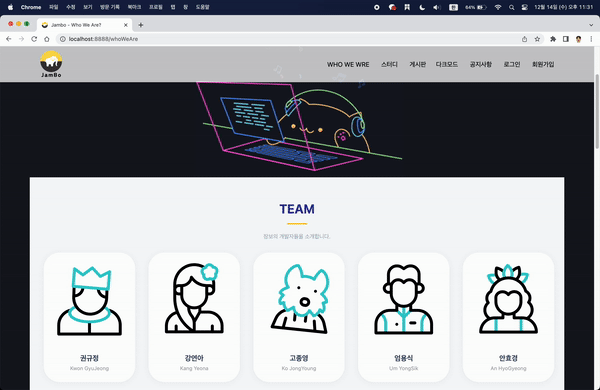 Chrome 파일 수정 보기 방문 기록 북마크 프로필 탭 창 도움말
64%
12월 14일 (수) 오후 11:31
Jambo - Who We Are?
localhost:8888/whoWeAre
JamBo
WHO WE WRE 스터디 게시판 다크모드 공지사항 로그인 회원가입
TEAM
잠보의 개발자들을 소개합니다.
권규정 강연아 고종영 엄용식 안효경
Kwon GyuJeong Kang Yeona Ko JongYoung Um YongSik An HyoGyeong